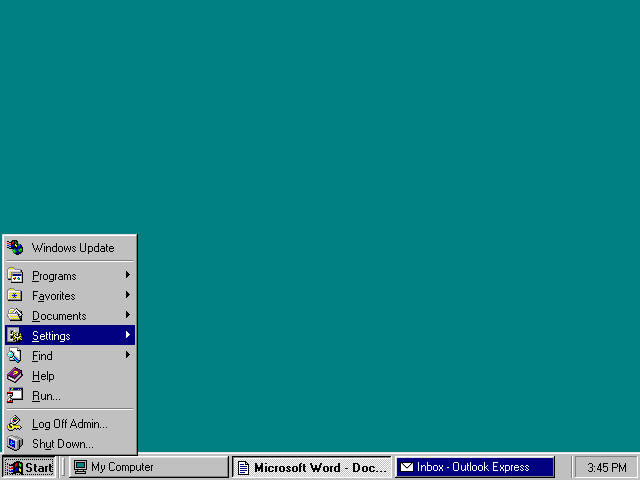 Windows Update
Programs
Favorites
Documents
Settings
Find
Help
Run...
Log Off Admin...
Shut Down...
Start
My Computer
Microsoft Word - Doc...
Inbox - Outlook Express
3:45 PM